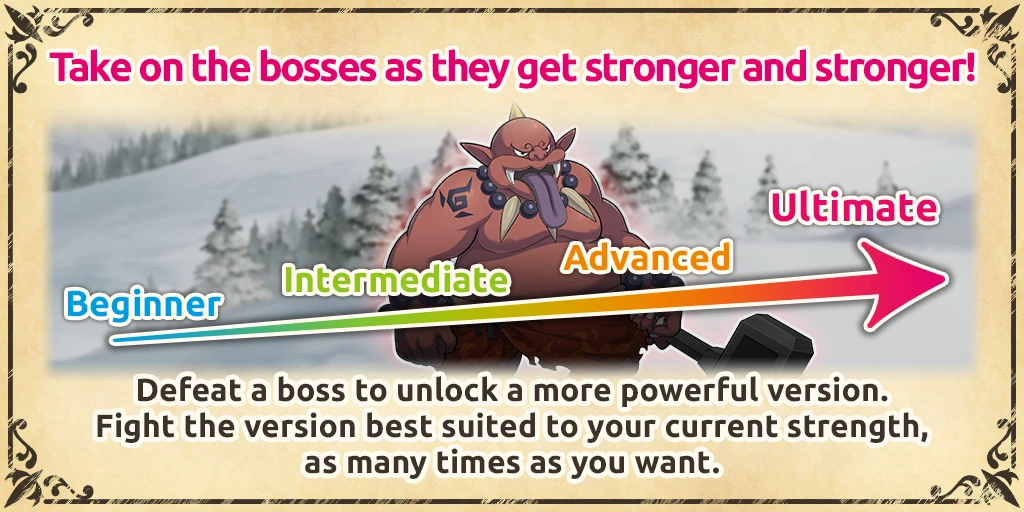 Take on the bosses as they get stronger and stronger!
Ultimate
Advanced
Intermediate
Beginner
Defeat a boss to unlock a more powerful version.
Fight the version best suited to your current strength,
as many times as you want.